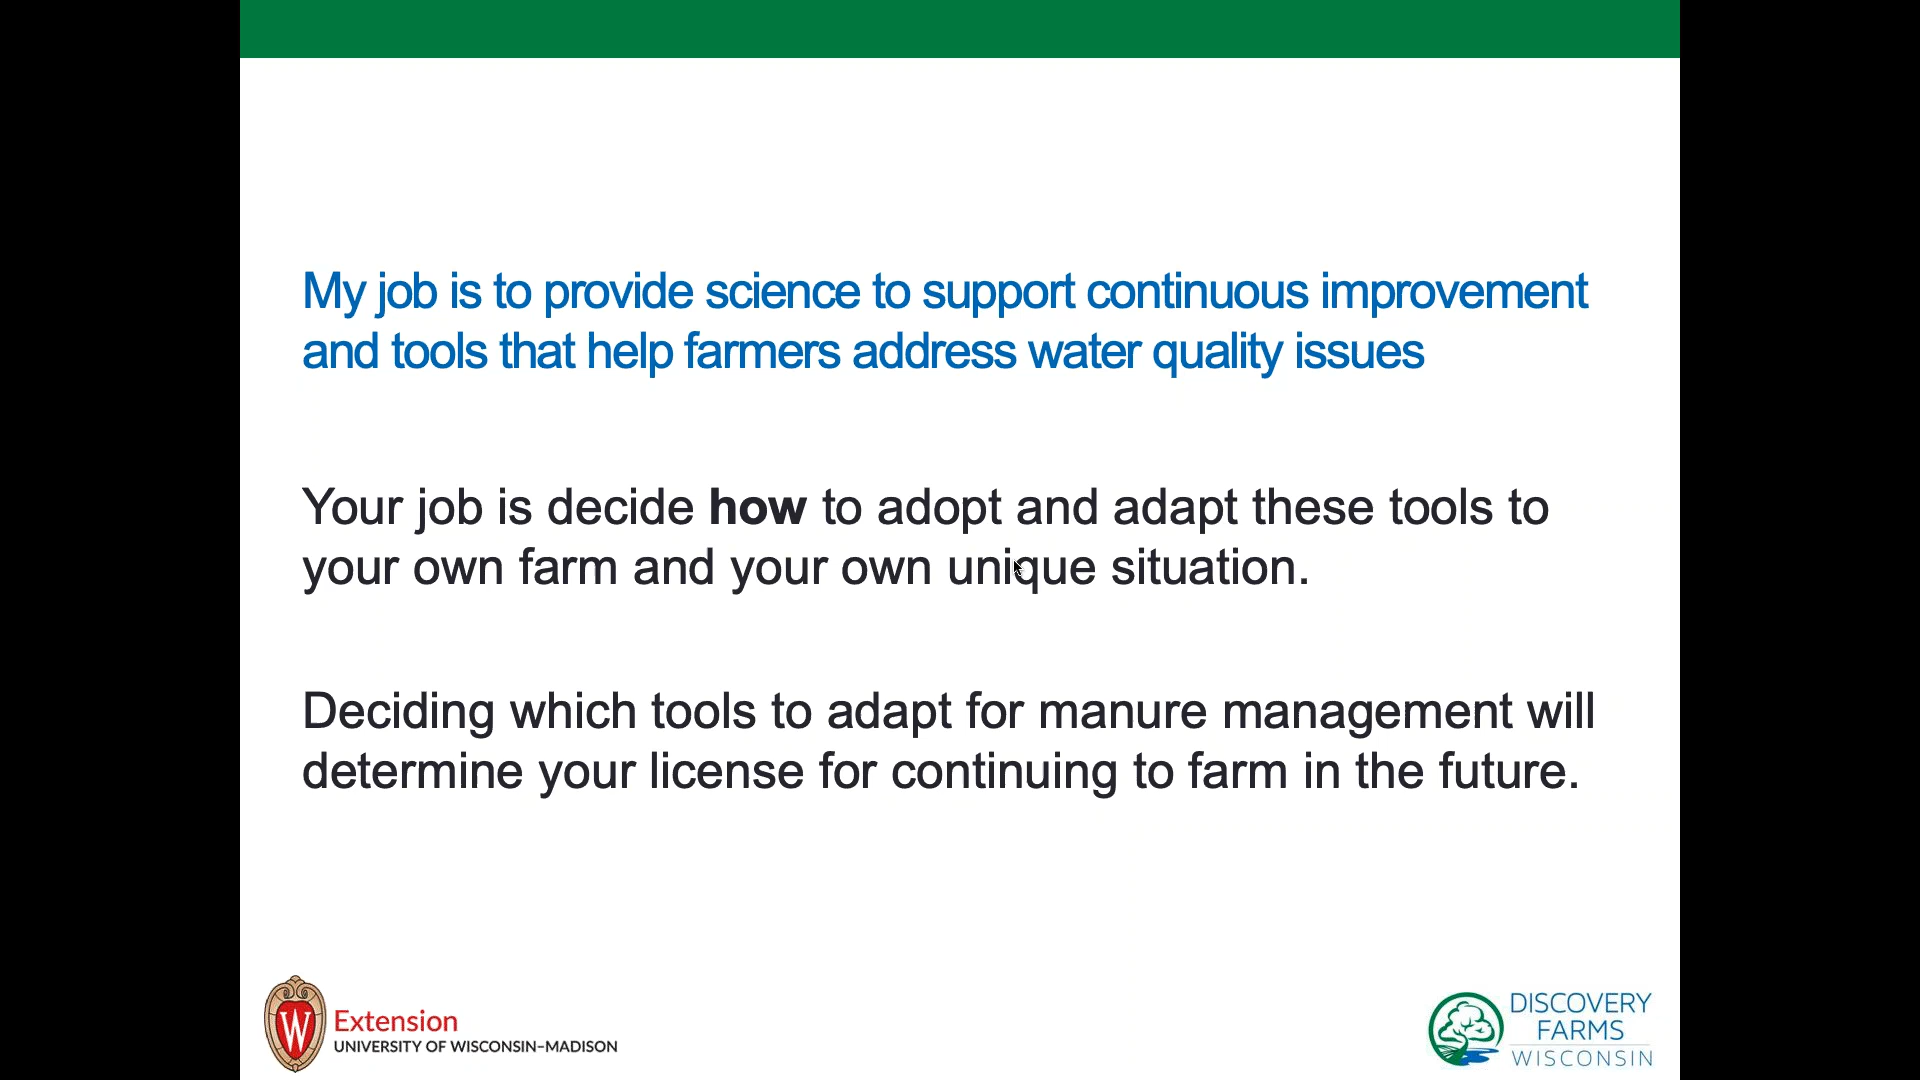 My job is to provide science to support continuous improvement
and tools that help farmers address water quality issues
Your job is decide how to adopt and adapt these tools to
your own farm and your own unique situation.
Deciding which tools to adapt for manure management will
determine your license for continuing to farm in the future.
W
Extension
UNIVERSITY OF WISCONSIN–MADISON
DISCOVERY
FARMS
WISCONSIN